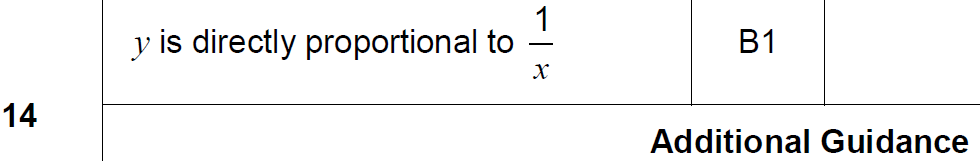 y is directly proportional to 1/x
B1
14
Additional Guidance